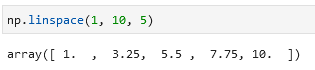 np.linspace(1, 10, 5)
array([ 1.  ,  3.25,  5.5 ,  7.75, 10.  ])